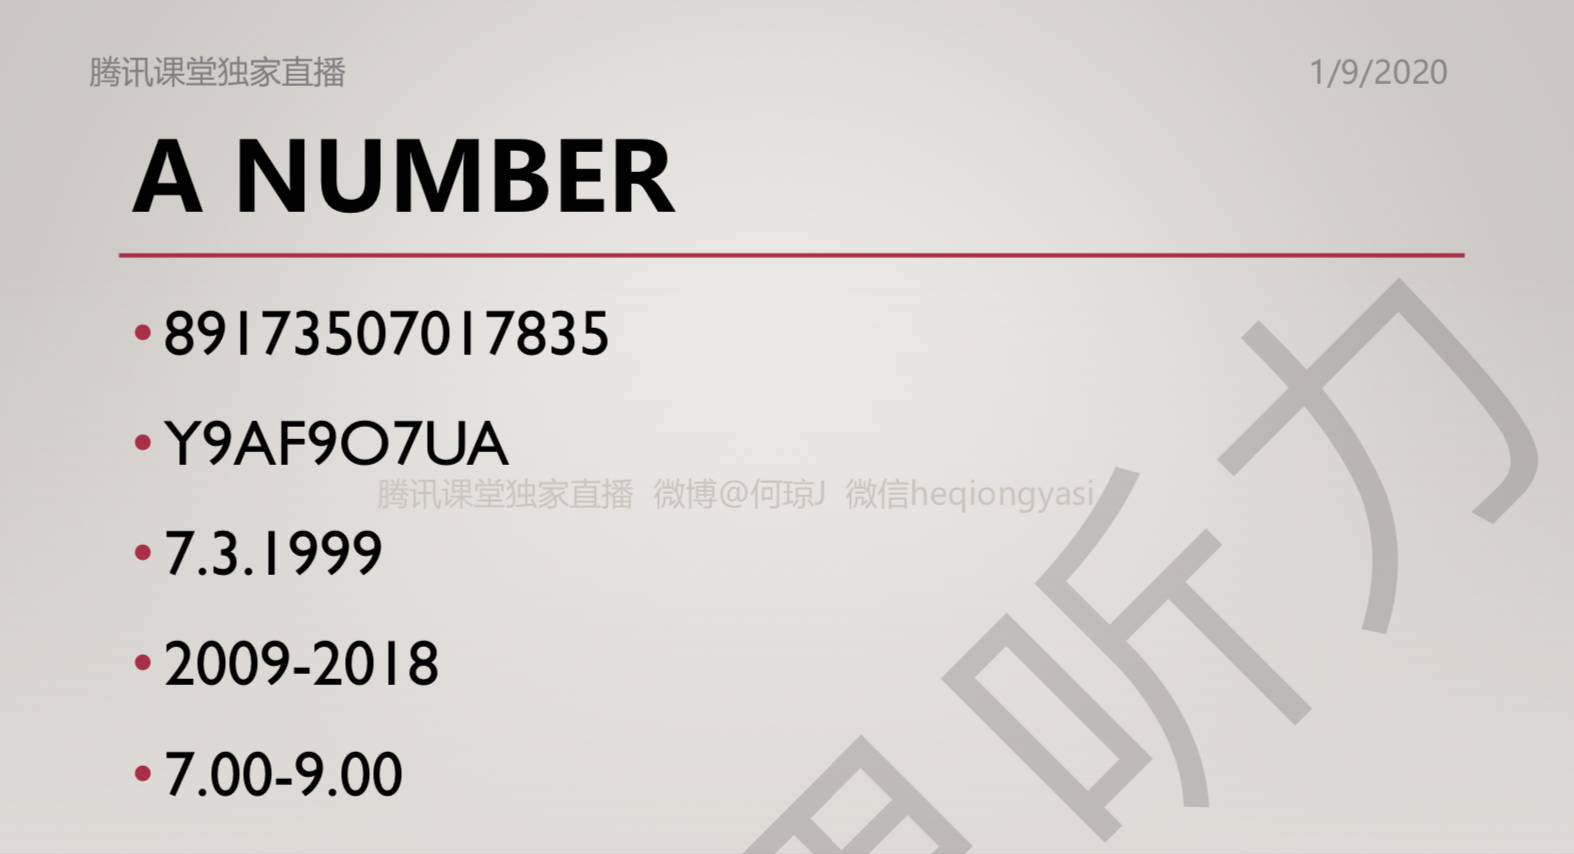 腾讯课堂独家直播 1/9/2020
A NUMBER
• 89173507017835
• Y9AF9O7UA
腾讯课堂独家直播 微博@何琼J 微信heqiongyasi
• 7.3.1999
• 2009-2018
• 7.00-9.00
听力